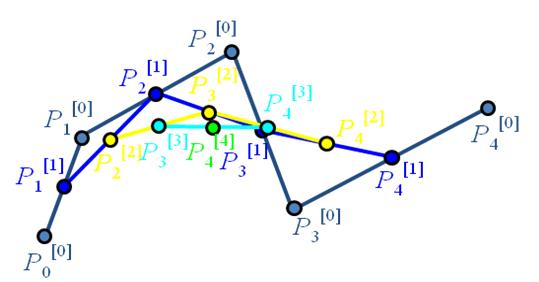 P₂[0]
P₂[1]
P₃[2]
P₄[3]
P₁[0]
P₂[2]
P₃[3]
P₄[4]
P₃[1]
P₄[2]
P₄[0]
P₁[1]
P₄[1]
P₃[0]
P₀[0]